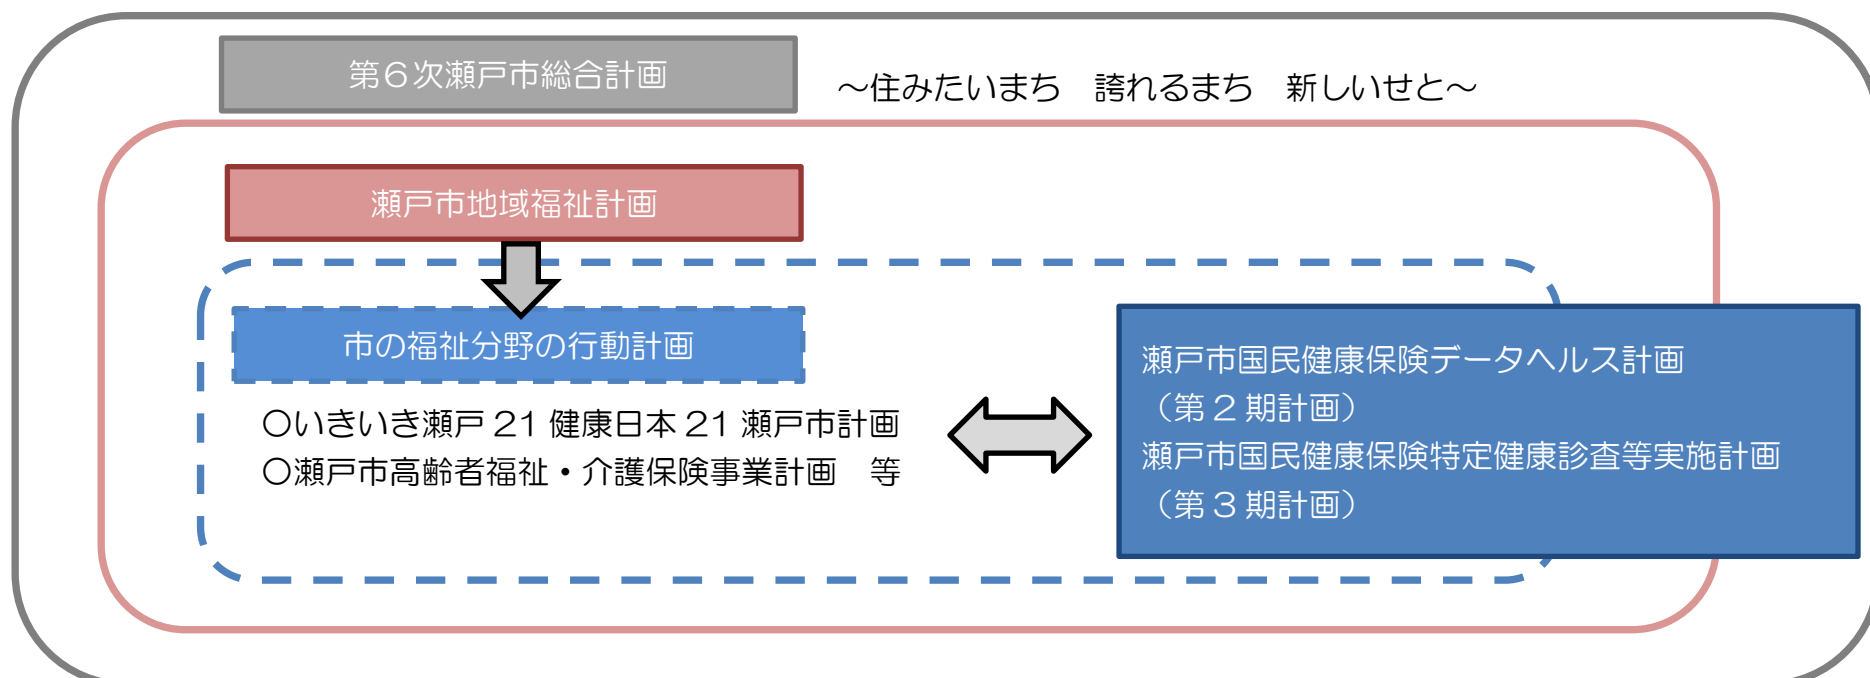 第６次瀬戸市総合計画
～住みたいまち　誇れるまち　新しいせと～
瀬戸市地域福祉計画
市の福祉分野の行動計画
○いきいき瀬戸 21 健康日本 21 瀬戸市計画
○瀬戸市高齢者福祉・介護保険事業計画　等
瀬戸市国民健康保険データヘルス計画
（第２期計画）
瀬戸市国民健康保険特定健康診査等実施計画
（第３期計画）